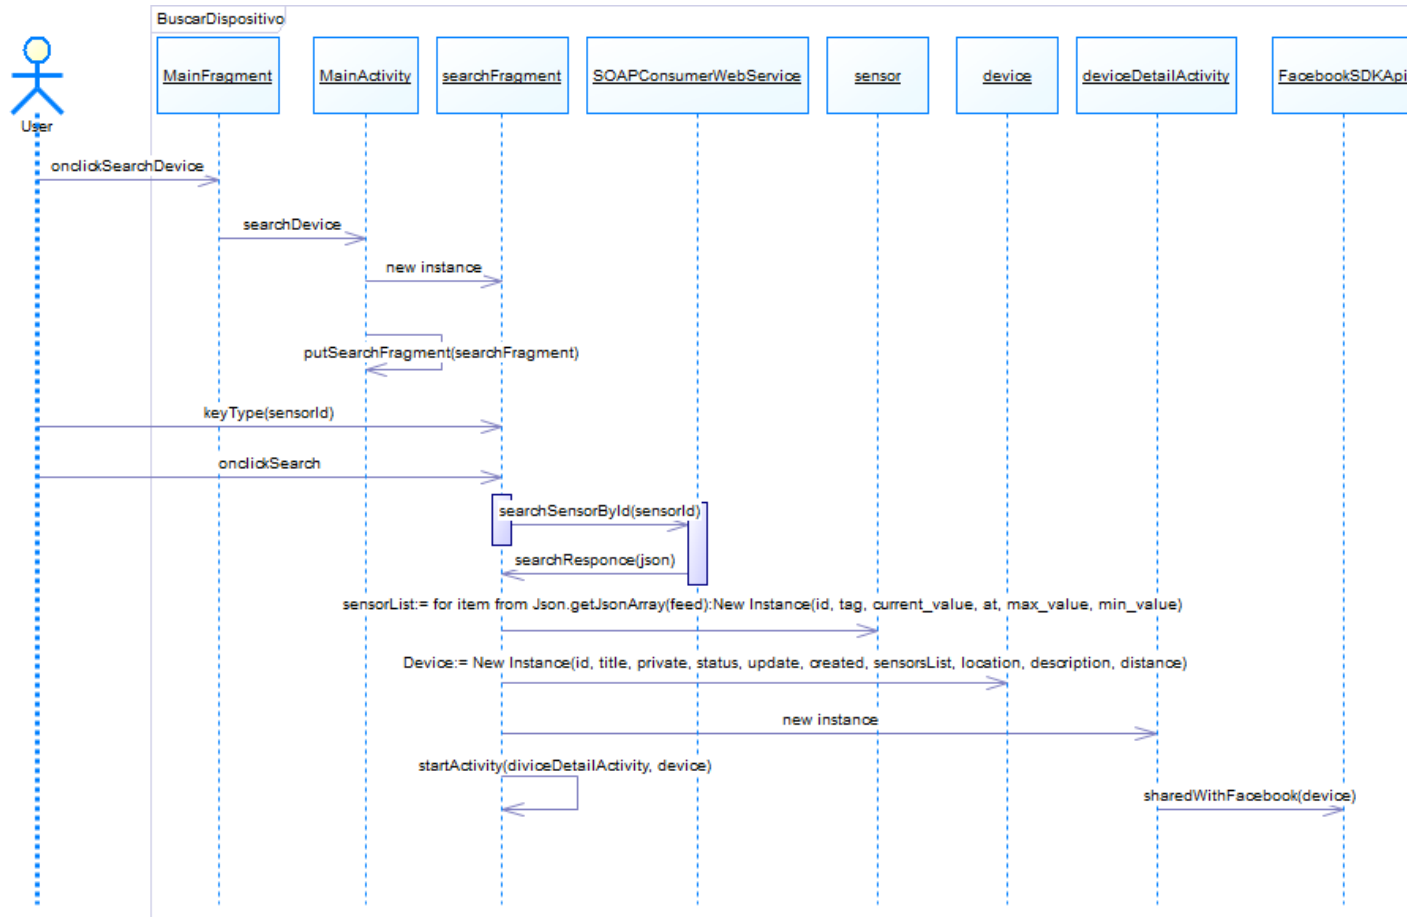 BuscarDispositivo
MainFragment
MainActivity
searchFragment
SOAPConsumerWebService
sensor
device
deviceDetailActivity
FacebookSDKApi
User
onclickSearchDevice
searchDevice
new instance
putSearchFragment(searchFragment)
keyType(sensorId)
onclickSearch
searchSensorById(sensorId)
searchResponce(json)
sensorList:= for item from Json.getJsonArray(feed):New Instance(id, tag, current_value, at, max_value, min_value)
Device:= New Instance(id, title, private, status, update, created, sensorsList, location, description, distance)
new instance
startActivity(diviceDetailActivity, device)
sharedWithFacebook(device)